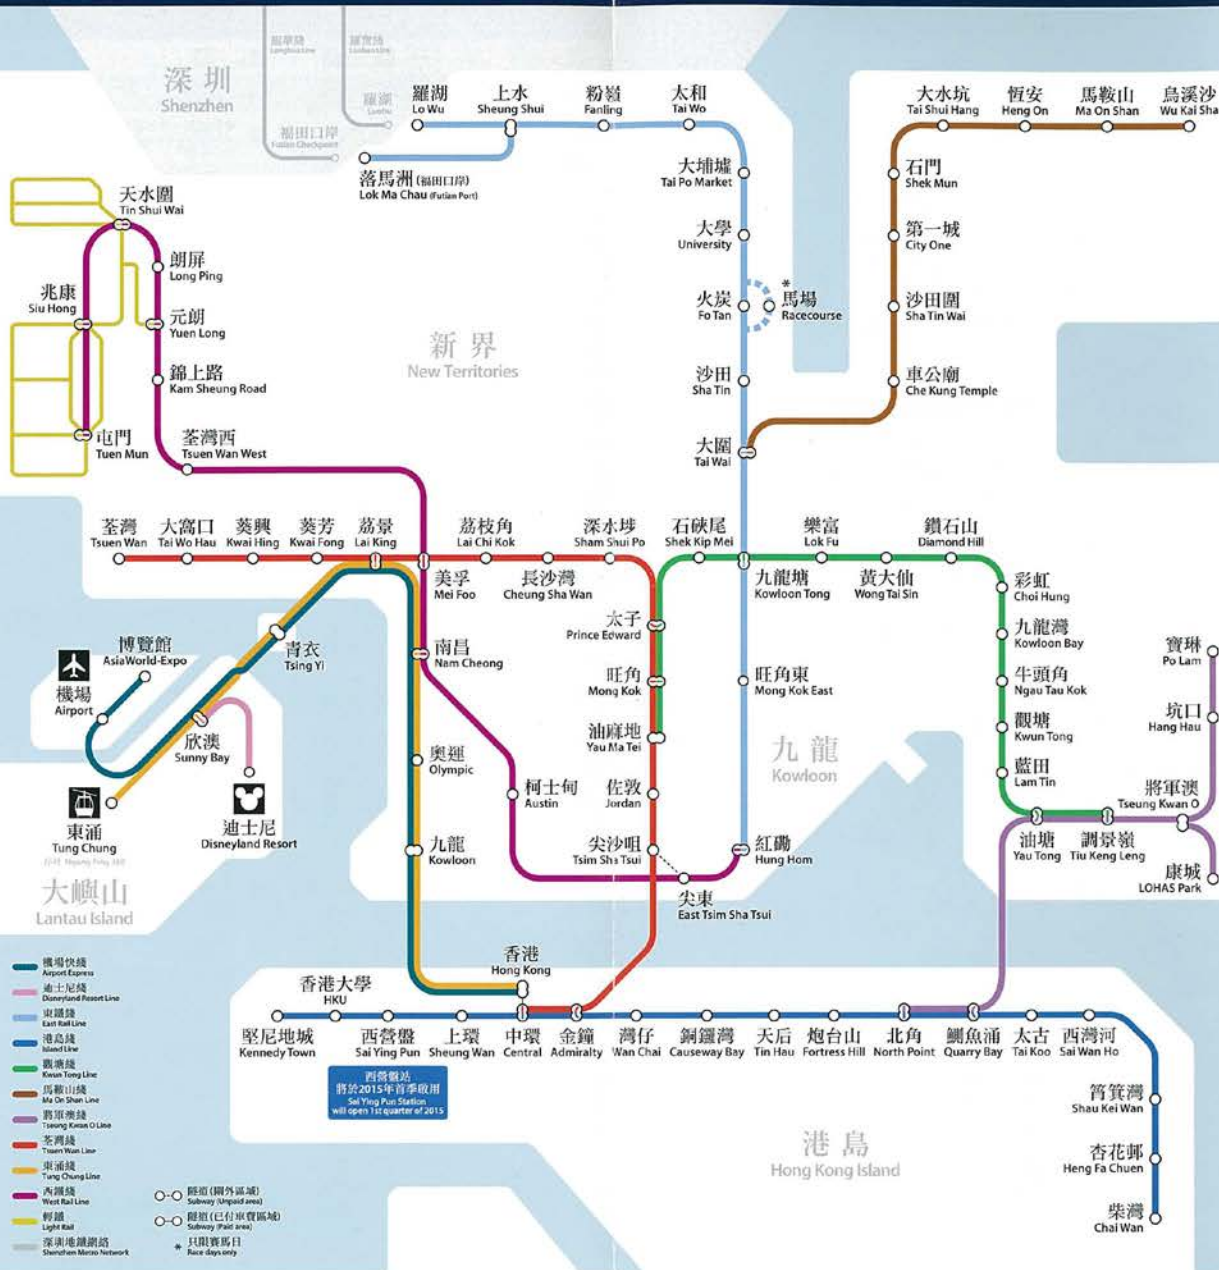 龍華綫
Longhua Line
羅寶綫
Luobao Line
深圳
Shenzhen
羅湖
Luohu
福田口岸
Futian Checkpoint
羅湖
Lo Wu
上水
Sheung Shui
粉嶺
Fanling
太和
Tai Wo
大水坑
Tai Shui Hang
恆安
Heng On
馬鞍山
Ma On Shan
烏溪沙
Wu Kai Sha
落馬洲 (福田口岸)
Lok Ma Chau (Futian Port)
大埔墟
Tai Po Market
石門
Shek Mun
天水圍
Tin Shui Wai
大學
University
第一城
City One
朗屏
Long Ping
兆康
Siu Hong
火炭
Fo Tan
*
馬場
Racecourse
沙田圍
Sha Tin Wai
元朗
Yuen Long
新界
New Territories
錦上路
Kam Sheung Road
沙田
Sha Tin
車公廟
Che Kung Temple
屯門
Tuen Mun
荃灣西
Tsuen Wan West
大圍
Tai Wai
荃灣
Tsuen Wan
大窩口
Tai Wo Hau
葵興
Kwai Hing
葵芳
Kwai Fong
荔景
Lai King
荔枝角
Lai Chi Kok
深水埗
Sham Shui Po
石硤尾
Shek Kip Mei
樂富
Lok Fu
鑽石山
Diamond Hill
美孚
Mei Foo
長沙灣
Cheung Sha Wan
九龍塘
Kowloon Tong
黃大仙
Wong Tai Sin
彩虹
Choi Hung
太子
Prince Edward
九龍灣
Kowloon Bay
博覽館
AsiaWorld-Expo
青衣
Tsing Yi
南昌
Nam Cheong
寶琳
Po Lam
機場
Airport
旺角
Mong Kok
旺角東
Mong Kok East
牛頭角
Ngau Tau Kok
坑口
Hang Hau
欣澳
Sunny Bay
油麻地
Yau Ma Tei
觀塘
Kwun Tong
奧運
Olympic
九龍
Kowloon
藍田
Lam Tin
柯士甸
Austin
佐敦
Jordan
將軍澳
Tseung Kwan O
東涌
Tung Chung
迪士尼
Disneyland Resort
九龍
Kowloon
尖沙咀
Tsim Sha Tsui
紅磡
Hung Hom
油塘
Yau Tong
調景嶺
Tiu Keng Leng
康城
LOHAS Park
大嶼山
Lantau Island
尖東
East Tsim Sha Tsui
香港
Hong Kong
香港大學
HKU
堅尼地城
Kennedy Town
西營盤
Sai Ying Pun
上環
Sheung Wan
中環
Central
金鐘
Admiralty
灣仔
Wan Chai
銅鑼灣
Causeway Bay
天后
Tin Hau
炮台山
Fortress Hill
北角
North Point
鰂魚涌
Quarry Bay
太古
Tai Koo
西灣河
Sai Wan Ho
西營盤站
將於2015年首季啟用
Sai Ying Pun Station
will open 1st quarter of 2015
筲箕灣
Shau Kei Wan
港島
Hong Kong Island
杏花邨
Heng Fa Chuen
柴灣
Chai Wan
機場快綫
Airport Express
迪士尼綫
Disneyland Resort Line
東鐵綫
East Rail Line
港島綫
Island Line
觀塘綫
Kwun Tong Line
馬鞍山綫
Ma On Shan Line
將軍澳綫
Tseung Kwan O Line
荃灣綫
Tsuen Wan Line
東涌綫
Tung Chung Line
西鐵綫
West Rail Line
輕鐵
Light Rail
深圳地鐵網絡
Shenzhen Metro Network
隧道(閘外區域)
Subway (Unpaid area)
隧道(已付車費區域)
Subway (Paid area)
* 只限賽馬日
Race days only